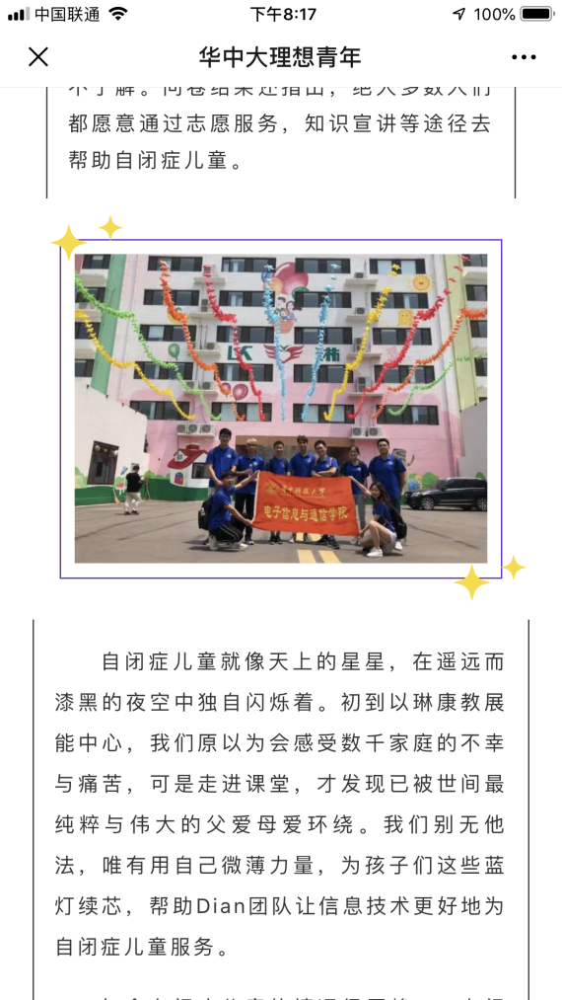 中国联通
下午8:17
100%
华中大理想青年
不了解。问卷结果还指出，绝大多数人们
都愿意通过志愿服务，知识宣讲等途径去
帮助自闭症儿童。
华中科技大学
电子信息与通信学院
自闭症儿童就像天上的星星，在遥远而
漆黑的夜空中独自闪烁着。初到以琳康教展
能中心，我们原以为会感受数千家庭的不幸
与痛苦，可是走进课堂，才发现已被世间最
纯粹与伟大的父爱母爱环绕。我们别无他
法，唯有用自己微薄力量，为孩子们这些蓝
灯续芯，帮助Dian团队让信息技术更好地为
自闭症儿童服务。